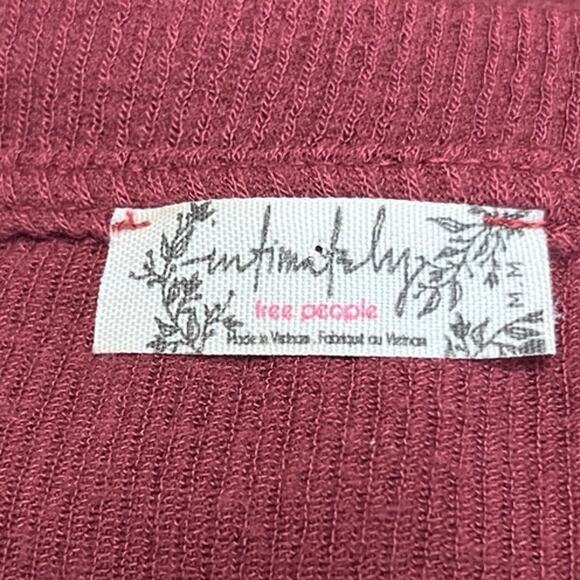 intimately
free people
Made in Vietnam . Fabriqué au Vietnam
M.M